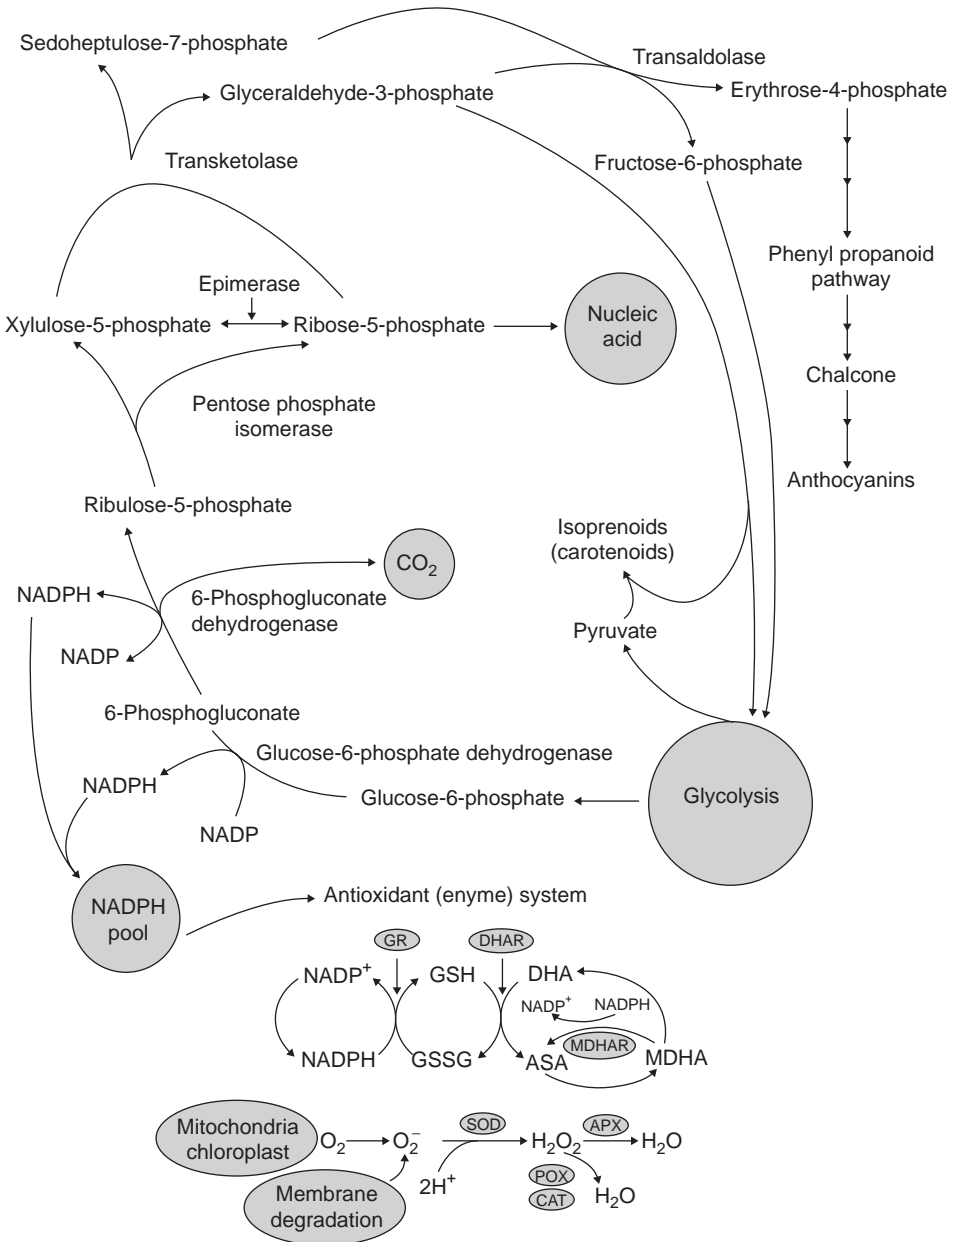 Sedoheptulose-7-phosphate
Transaldolase
Glyceraldehyde-3-phosphate
Erythrose-4-phosphate
Transketolase
Fructose-6-phosphate
Phenyl propanoid
pathway
Epimerase
Xylulose-5-phosphate
Ribose-5-phosphate
Nucleic
acid
Chalcone
Pentose phosphate
isomerase
Anthocyanins
Ribulose-5-phosphate
Isoprenoids
(carotenoids)
CO₂
NADPH
6-Phosphogluconate
dehydrogenase
Pyruvate
NADP
6-Phosphogluconate
Glucose-6-phosphate dehydrogenase
NADPH
Glucose-6-phosphate
Glycolysis
NADP
Antioxidant (enyme) system
NADPH
pool
GR
DHAR
NADP⁺
GSH
DHA
NADP⁺
NADPH
MDHAR
NADPH
GSSG
ASA
MDHA
Mitochondria
chloroplast
O₂
O₂⁻
SOD
H₂O₂
APX
H₂O
2H⁺
POX
CAT
H₂O
Membrane
degradation